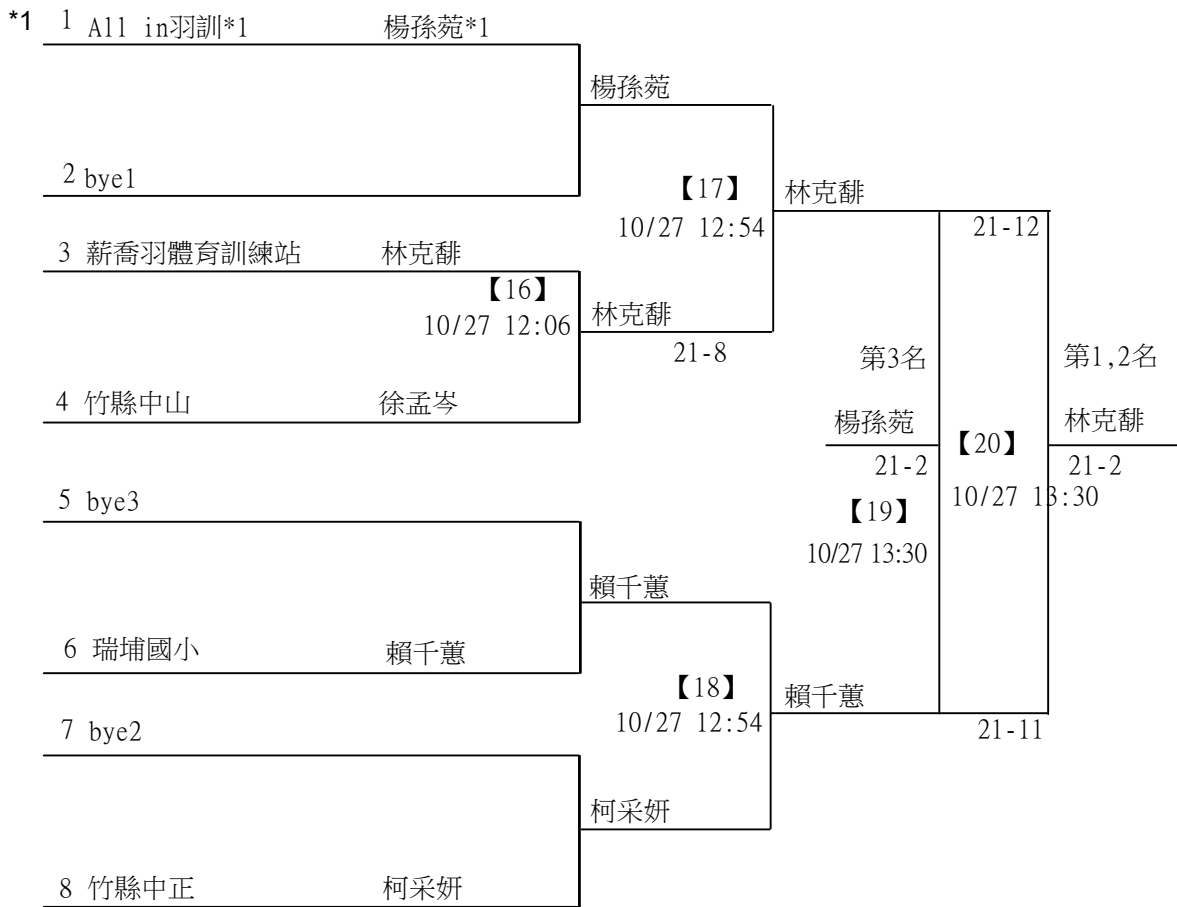 *1
1 All in羽訓*1 楊孫菀*1
楊孫菀
2 bye1
【17】
10/27 12:54
林克馡
21-12
3 薪喬羽體育訓練站 林克馡
【16】
10/27 12:06
林克馡
21-8
4 竹縣中山 徐孟岑
第3名
第1,2名
楊孫菀
21-2
【20】
10/27 13:30
林克馡
21-2
【19】
10/27 13:30
5 bye3
賴千蕙
6 瑞埔國小 賴千蕙
【18】
10/27 12:54
賴千蕙
21-11
7 bye2
柯采妍
8 竹縣中正 柯采妍